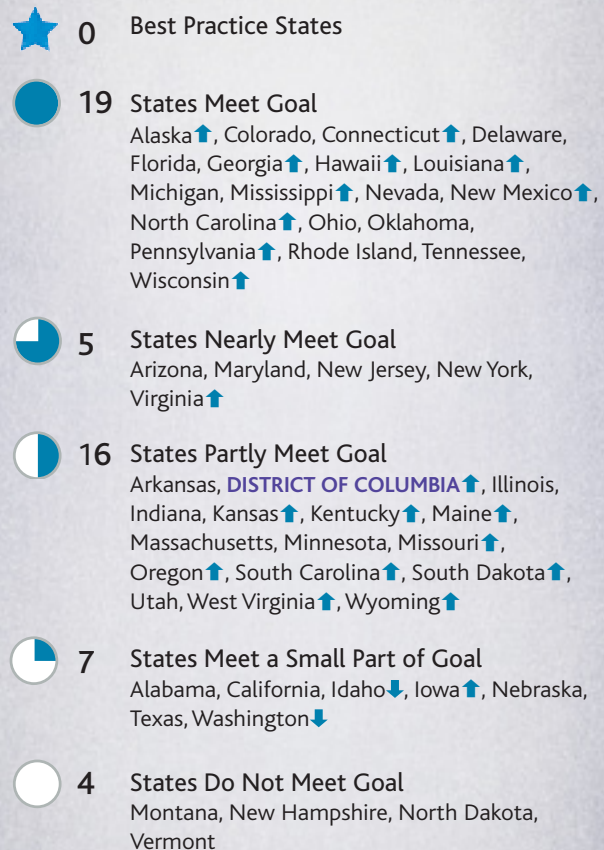 0 Best Practice States
19 States Meet Goal
Alaska⬆, Colorado, Connecticut⬆, Delaware,
Florida, Georgia⬆, Hawaii⬆, Louisiana⬆,
Michigan, Mississippi⬆, Nevada, New Mexico⬆,
North Carolina⬆, Ohio, Oklahoma,
Pennsylvania⬆, Rhode Island, Tennessee,
Wisconsin⬆
5 States Nearly Meet Goal
Arizona, Maryland, New Jersey, New York,
Virginia⬆
16 States Partly Meet Goal
Arkansas, DISTRICT OF COLUMBIA⬆, Illinois,
Indiana, Kansas⬆, Kentucky⬆, Maine⬆,
Massachusetts, Minnesota, Missouri⬆,
Oregon⬆, South Carolina⬆, South Dakota⬆,
Utah, West Virginia⬆, Wyoming⬆
7 States Meet a Small Part of Goal
Alabama, California, Idaho⬇, Iowa⬆, Nebraska,
Texas, Washington⬇
4 States Do Not Meet Goal
Montana, New Hampshire, North Dakota,
Vermont